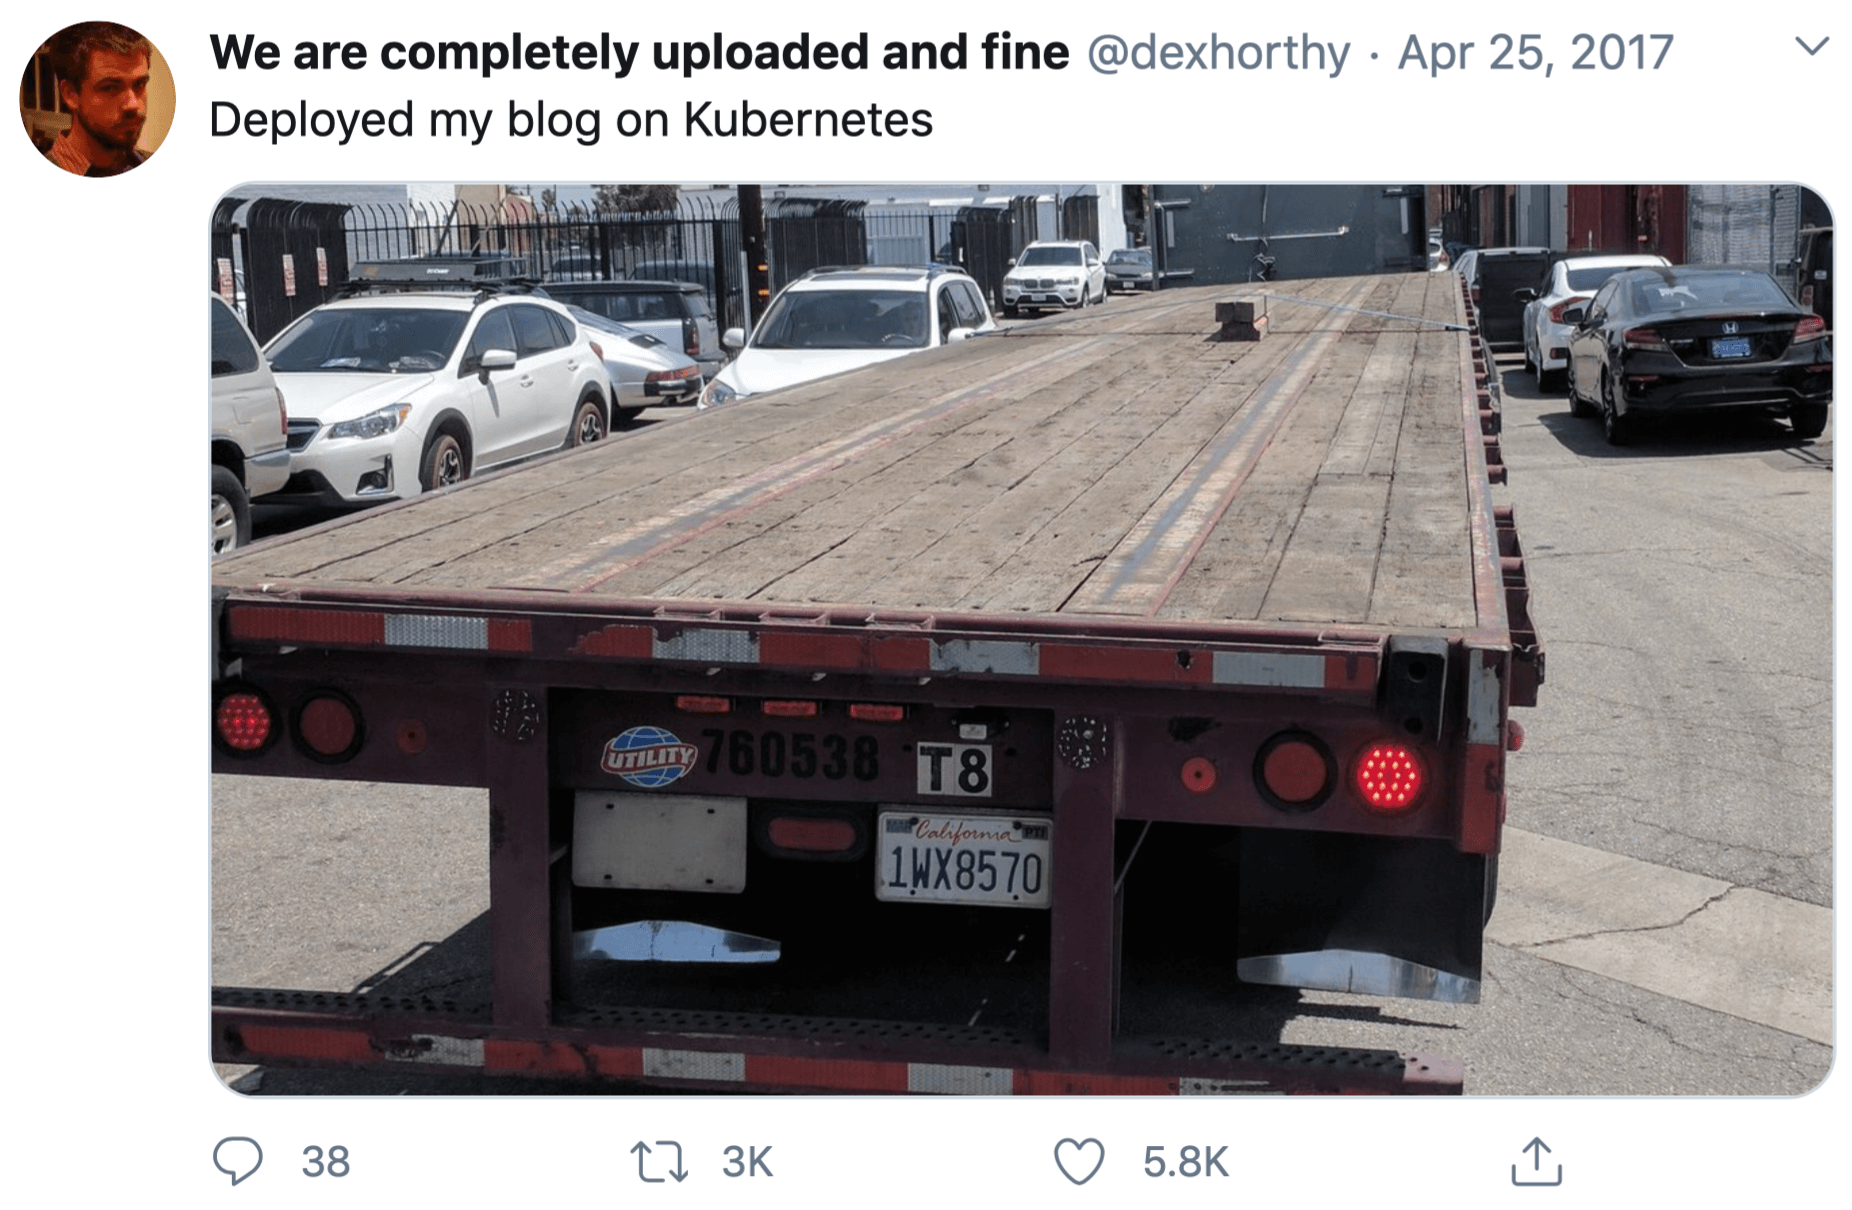 We are completely uploaded and fine @dexhorthy · Apr 25, 2017
Deployed my blog on Kubernetes
UTILITY 760538 T8
California
1WX8570
38 3K 5.8K